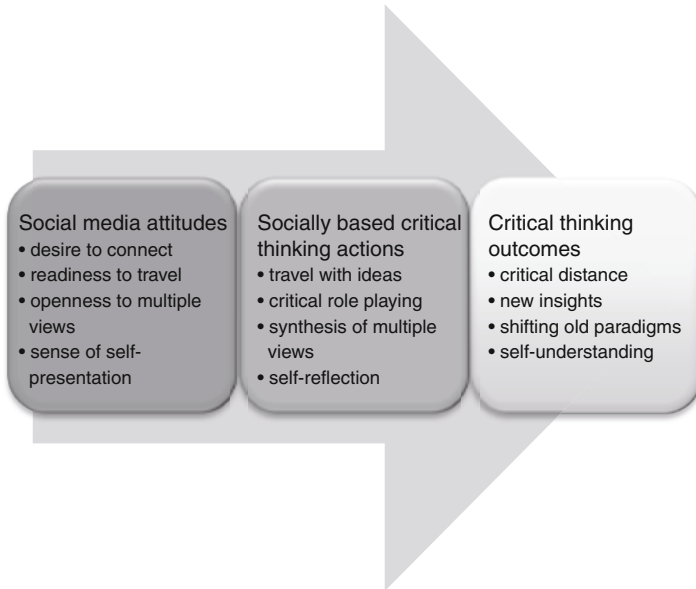 Social media attitudes
• desire to connect
• readiness to travel
• openness to multiple
views
• sense of self-
presentation
Socially based critical
thinking actions
• travel with ideas
• critical role playing
• synthesis of multiple
views
• self-reflection
Critical thinking
outcomes
• critical distance
• new insights
• shifting old paradigms
• self-understanding